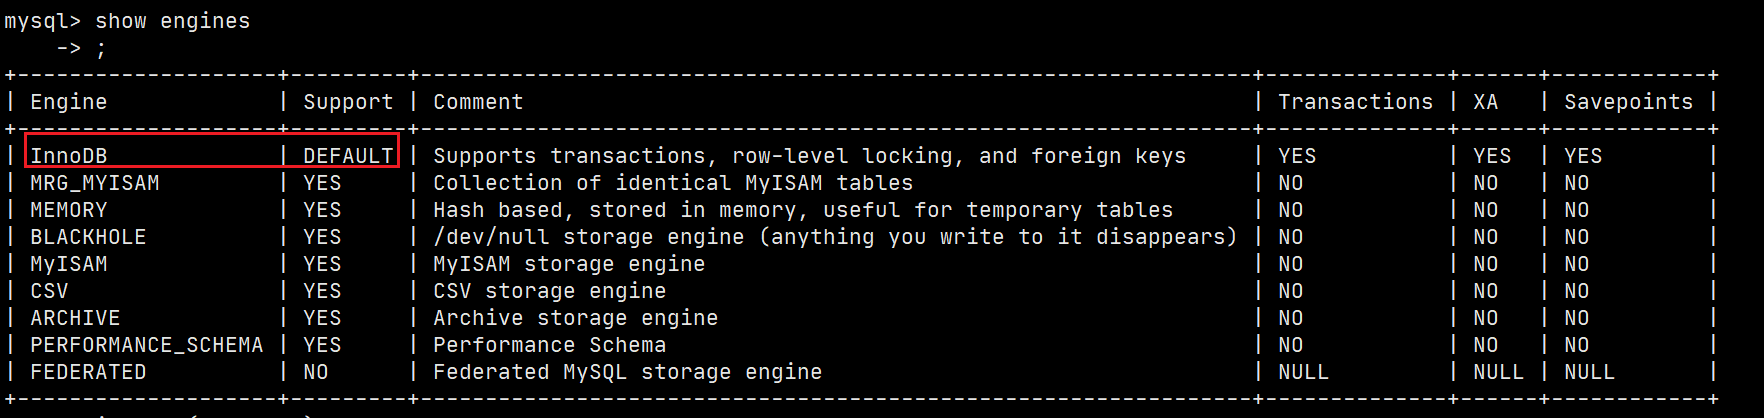 mysql> show engines
    -> ;
+--------------------+---------+----------------------------------------------------------------+--------------+------+------------+
| Engine             | Support | Comment                                                        | Transactions | XA   | Savepoints |
+--------------------+---------+----------------------------------------------------------------+--------------+------+------------+
| InnoDB             | DEFAULT | Supports transactions, row-level locking, and foreign keys     | YES          | YES  | YES        |
| MRG_MYISAM         | YES     | Collection of identical MyISAM tables                          | NO           | NO   | NO         |
| MEMORY             | YES     | Hash based, stored in memory, useful for temporary tables      | NO           | NO   | NO         |
| BLACKHOLE          | YES     | /dev/null storage engine (anything you write to it disappears) | NO           | NO   | NO         |
| MyISAM             | YES     | MyISAM storage engine                                          | NO           | NO   | NO         |
| CSV                | YES     | CSV storage engine                                             | NO           | NO   | NO         |
| ARCHIVE            | YES     | Archive storage engine                                         | NO           | NO   | NO         |
| PERFORMANCE_SCHEMA | YES     | Performance Schema                                             | NO           | NO   | NO         |
| FEDERATED          | NO      | Federated MySQL storage engine                                 | NULL         | NULL | NULL       |
+--------------------+---------+----------------------------------------------------------------+--------------+------+------------+